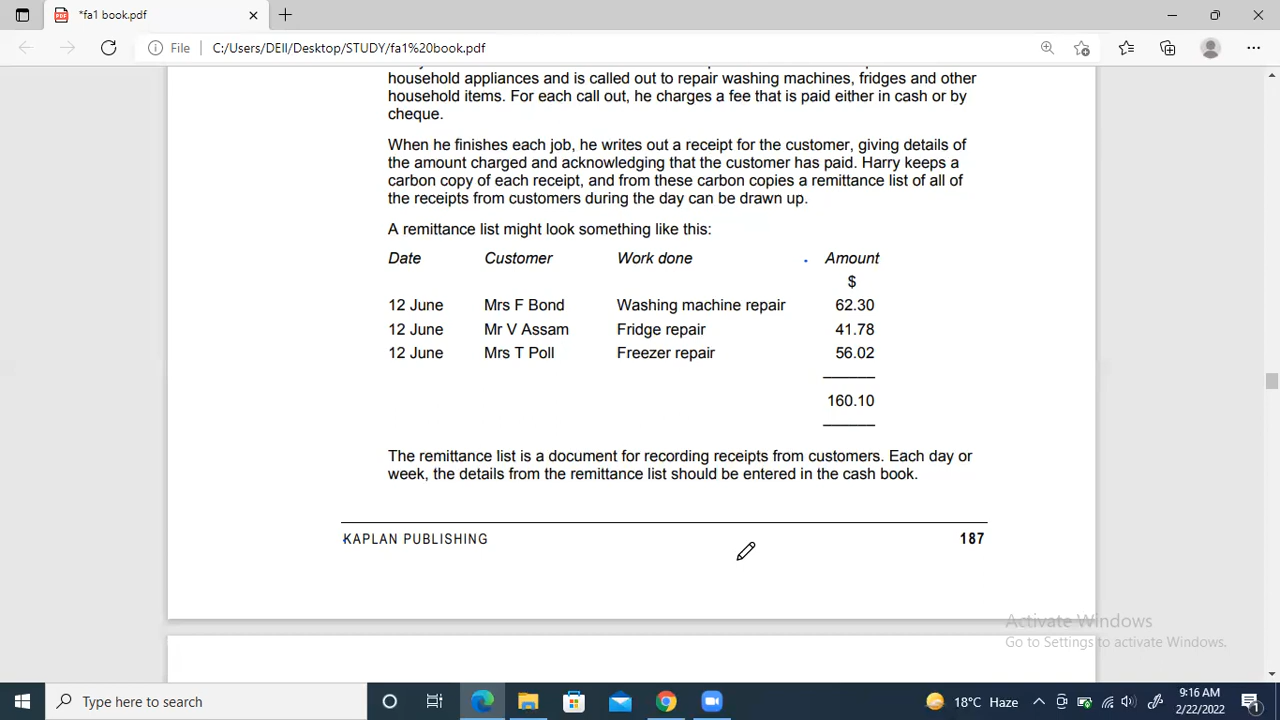 *fa1 book.pdf
File C:/Users/DEll/Desktop/STUDY/fa1%20book.pdf
household appliances and is called out to repair washing machines, fridges and other
household items. For each call out, he charges a fee that is paid either in cash or by
cheque.
When he finishes each job, he writes out a receipt for the customer, giving details of
the amount charged and acknowledging that the customer has paid. Harry keeps a
carbon copy of each receipt, and from these carbon copies a remittance list of all of
the receipts from customers during the day can be drawn up.
A remittance list might look something like this:
Date Customer Work done Amount
$
12 June Mrs F Bond Washing machine repair 62.30
12 June Mr V Assam Fridge repair 41.78
12 June Mrs T Poll Freezer repair 56.02
160.10
The remittance list is a document for recording receipts from customers. Each day or
week, the details from the remittance list should be entered in the cash book.
KAPLAN PUBLISHING 187
Activate Windows
Go to Settings to activate Windows.
Type here to search 18°C Haze 9:16 AM
2/22/2022